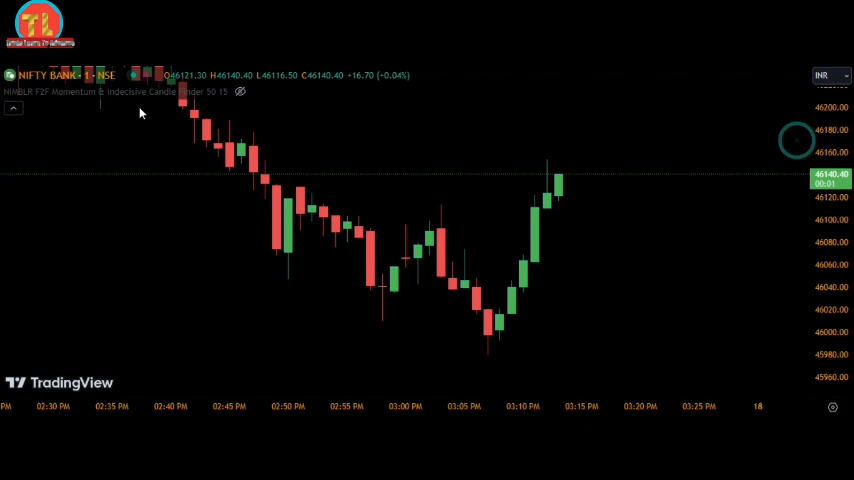 TL
NIFTY BANK · 1 · NSE O46121.30 H46140.40 L46116.50 C46140.40 +16.70 (+0.04%)
INR
NIMBLR F2F Momentum & Indecisive Candle Finder 50 15
46200.00
46180.00
46160.00
46140.40
00:01
46120.00
46100.00
46080.00
46060.00
46040.00
46020.00
46000.00
45980.00
45960.00
TradingView
PM 02:30 PM 02:35 PM 02:40 PM 02:45 PM 02:50 PM 02:55 PM 03:00 PM 03:05 PM 03:10 PM 03:15 PM 03:20 PM 03:25 PM 18